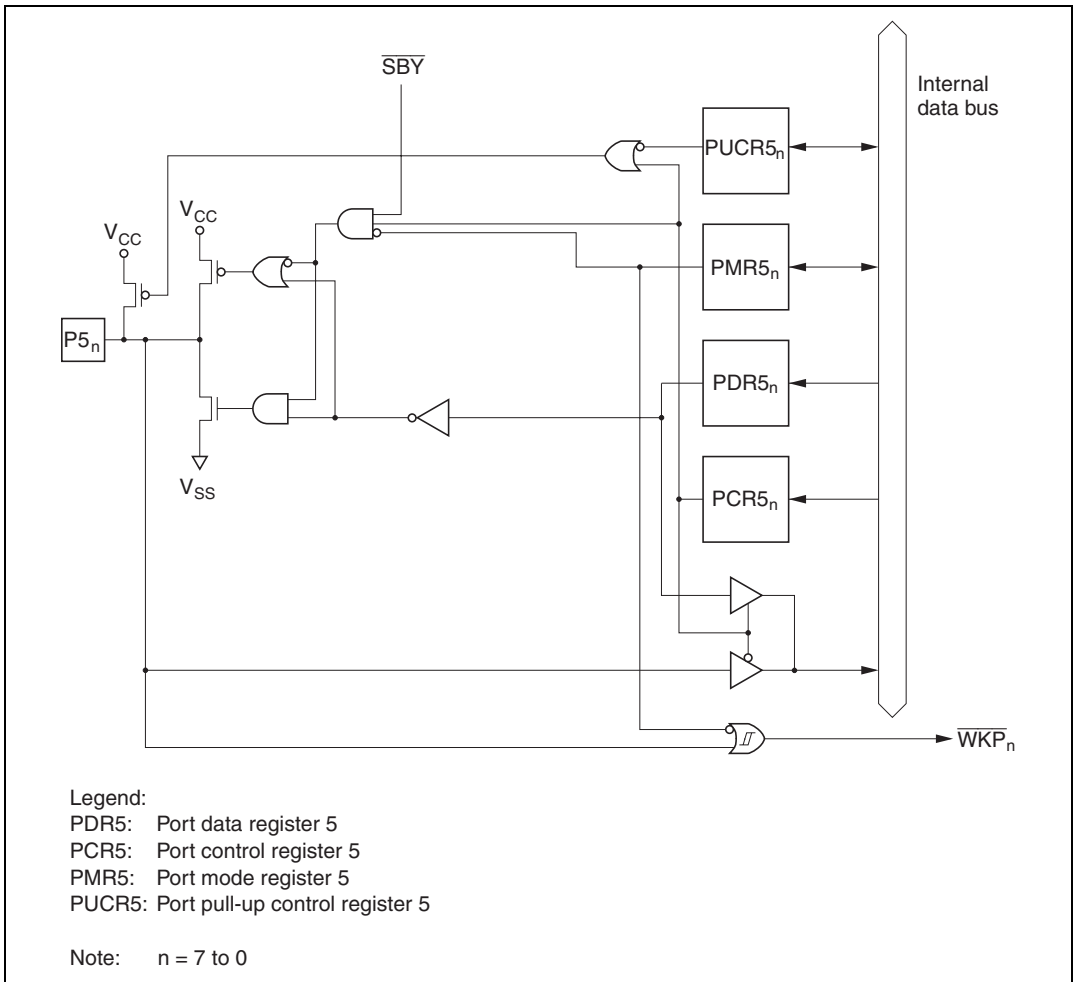 S̅B̅Y̅
Internal
data bus
PUCR5n
VCC
VCC
PMR5n
P5n
PDR5n
VSS
PCR5n
W̅K̅P̅n̅
Legend:
PDR5: Port data register 5
PCR5: Port control register 5
PMR5: Port mode register 5
PUCR5: Port pull-up control register 5
Note: n = 7 to 0